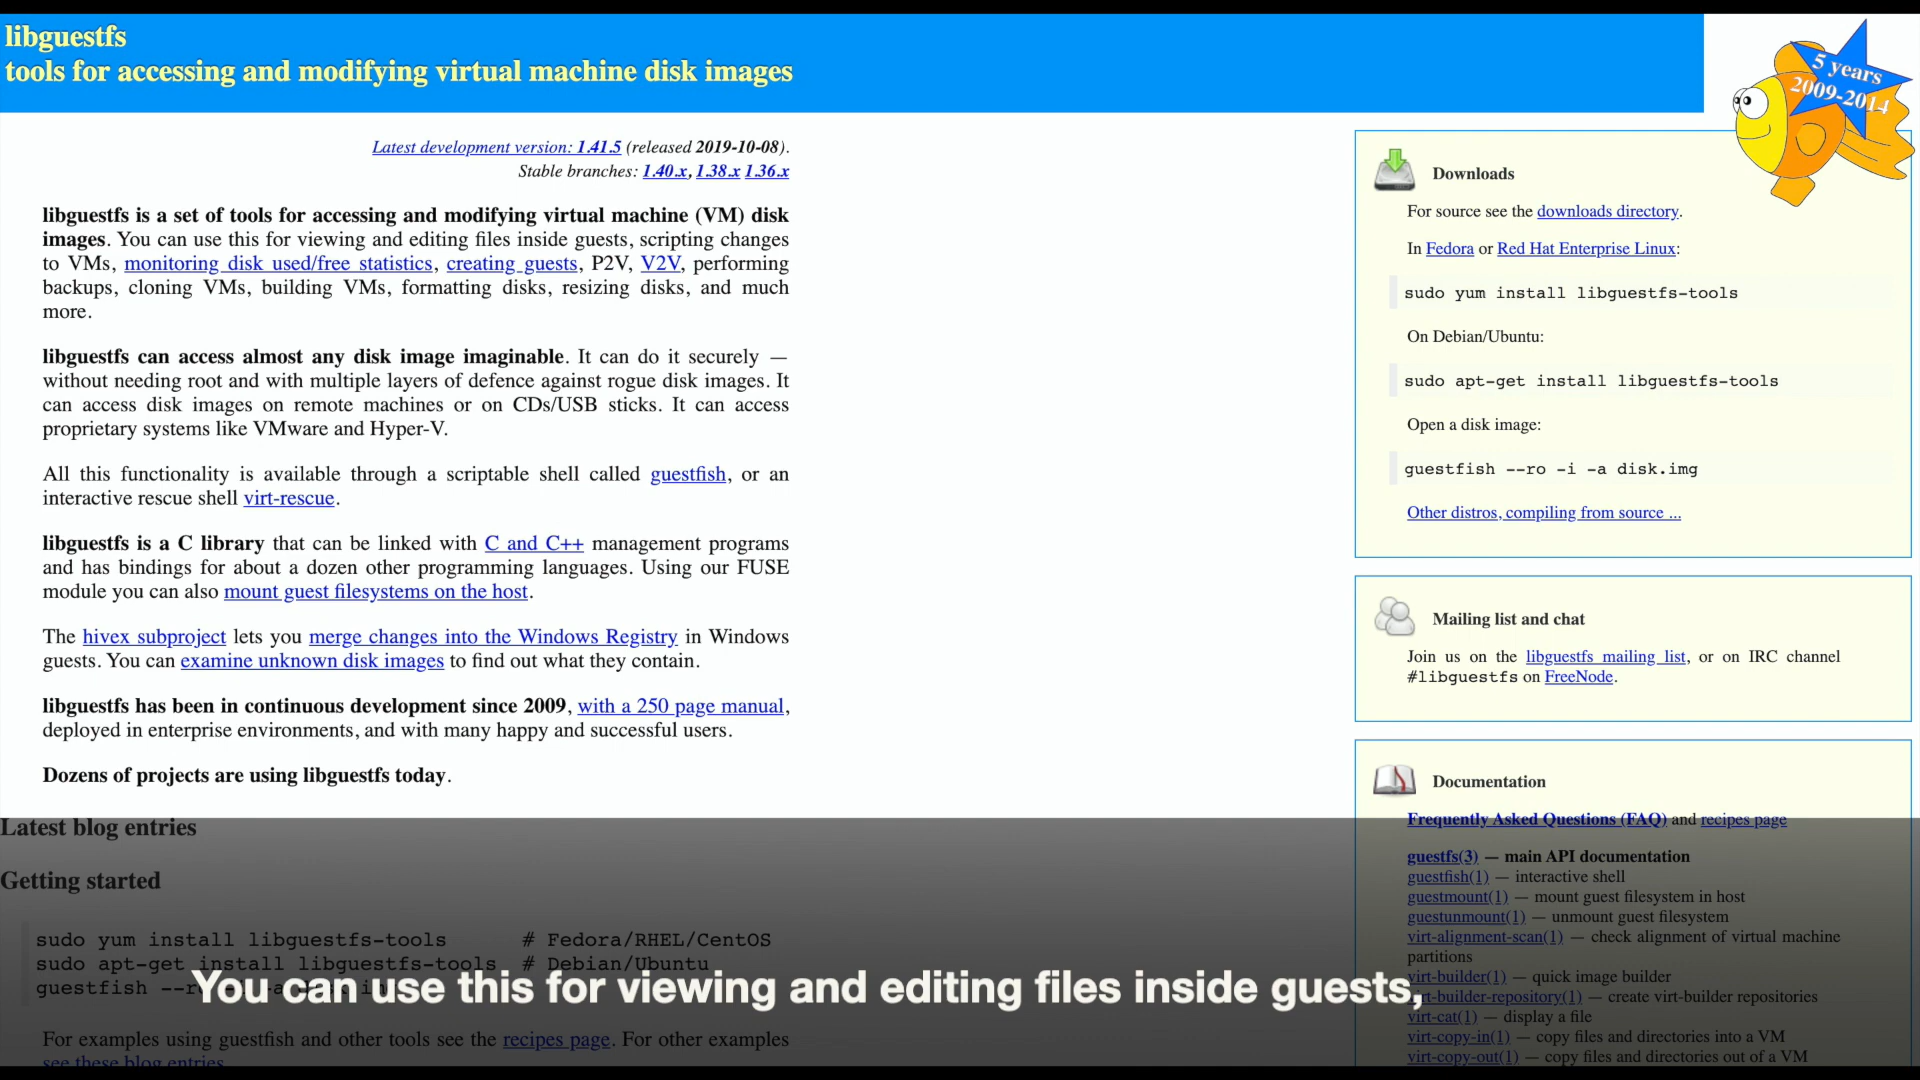 libguestfs
tools for accessing and modifying virtual machine disk images
5 years
2009-2014
Latest development version: 1.41.5 (released 2019-10-08).
Stable branches: 1.40.x, 1.38.x 1.36.x
libguestfs is a set of tools for accessing and modifying virtual machine (VM) disk
images. You can use this for viewing and editing files inside guests, scripting changes
to VMs, monitoring disk used/free statistics, creating guests, P2V, V2V, performing
backups, cloning VMs, building VMs, formatting disks, resizing disks, and much
more.
libguestfs can access almost any disk image imaginable. It can do it securely —
without needing root and with multiple layers of defence against rogue disk images. It
can access disk images on remote machines or on CDs/USB sticks. It can access
proprietary systems like VMware and Hyper-V.
All this functionality is available through a scriptable shell called guestfish, or an
interactive rescue shell virt-rescue.
libguestfs is a C library that can be linked with C and C++ management programs
and has bindings for about a dozen other programming languages. Using our FUSE
module you can also mount guest filesystems on the host.
The hivex subproject lets you merge changes into the Windows Registry in Windows
guests. You can examine unknown disk images to find out what they contain.
libguestfs has been in continuous development since 2009, with a 250 page manual,
deployed in enterprise environments, and with many happy and successful users.
Dozens of projects are using libguestfs today.
Latest blog entries
Getting started
sudo yum install libguestfs-tools # Fedora/RHEL/CentOS
sudo apt-get install libguestfs-tools # Debian/Ubuntu
guestfish
You can use this for viewing and editing files inside guests,
For examples using guestfish and other tools see the recipes page. For other examples
see these blog entries
Downloads
For source see the downloads directory.
In Fedora or Red Hat Enterprise Linux:
sudo yum install libguestfs-tools
On Debian/Ubuntu:
sudo apt-get install libguestfs-tools
Open a disk image:
guestfish --ro -i -a disk.img
Other distros, compiling from source ...
Mailing list and chat
Join us on the libguestfs mailing list, or on IRC channel
#libguestfs on FreeNode.
Documentation
Frequently Asked Questions (FAQ) and recipes page
guestfs(3) — main API documentation
guestfish(1) — interactive shell
guestmount(1) — mount guest filesystem in host
guestunmount(1) — unmount guest filesystem
virt-alignment-scan(1) — check alignment of virtual machine
partitions
virt-builder(1) — quick image builder
virt-builder-repository(1) — create virt-builder repositories
virt-cat(1) — display a file
virt-copy-in(1) — copy files and directories into a VM
virt-copy-out(1) — copy files and directories out of a VM